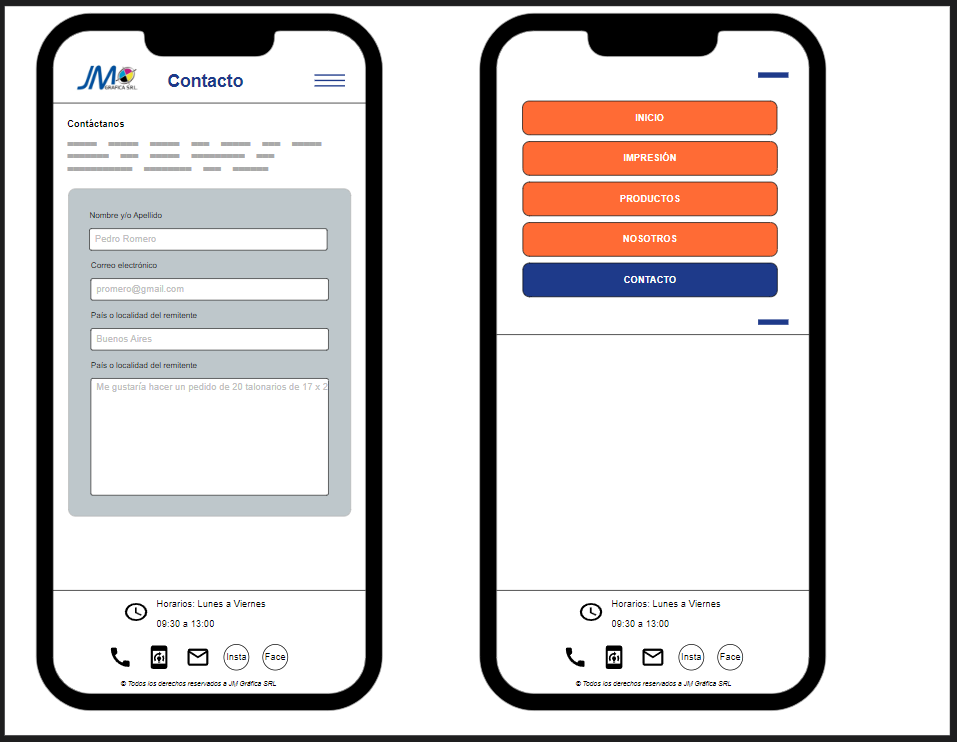 JM
GRÁFICA S.R.L.
Contacto
Contáctanos
Nombre y/o Apellido
Pedro Romero
Correo electrónico
promero@gmail.com
País o localidad del remitente
Buenos Aires
País o localidad del remitente
Me gustaría hacer un pedido de 20 talonarios de 17 x 2
Horarios: Lunes a Viernes
09:30 a 13:00
Insta
Face
© Todos los derechos reservados a JM Gráfica SRL
INICIO
IMPRESIÓN
PRODUCTOS
NOSOTROS
CONTACTO
Horarios: Lunes a Viernes
09:30 a 13:00
Insta
Face
© Todos los derechos reservados a JM Gráfica SRL